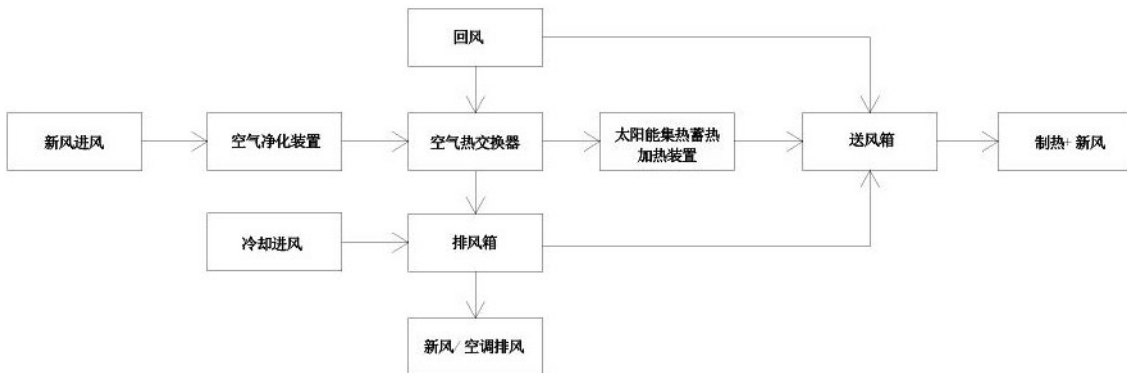 回风
新风进风
空气净化装置
空气热交换器
太阳能集热蓄热
加热装置
送风箱
制热+ 新风
冷却进风
排风箱
新风/ 空调排风